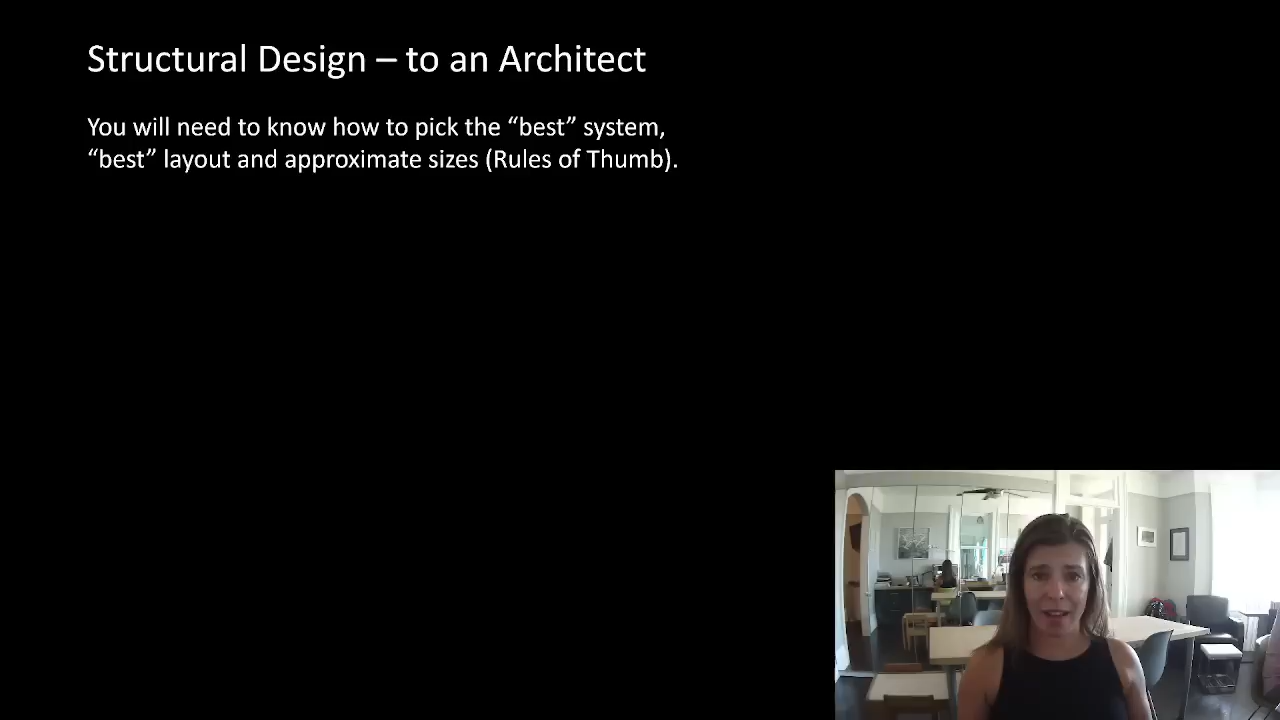 Structural Design – to an Architect
You will need to know how to pick the “best” system,
“best” layout and approximate sizes (Rules of Thumb).